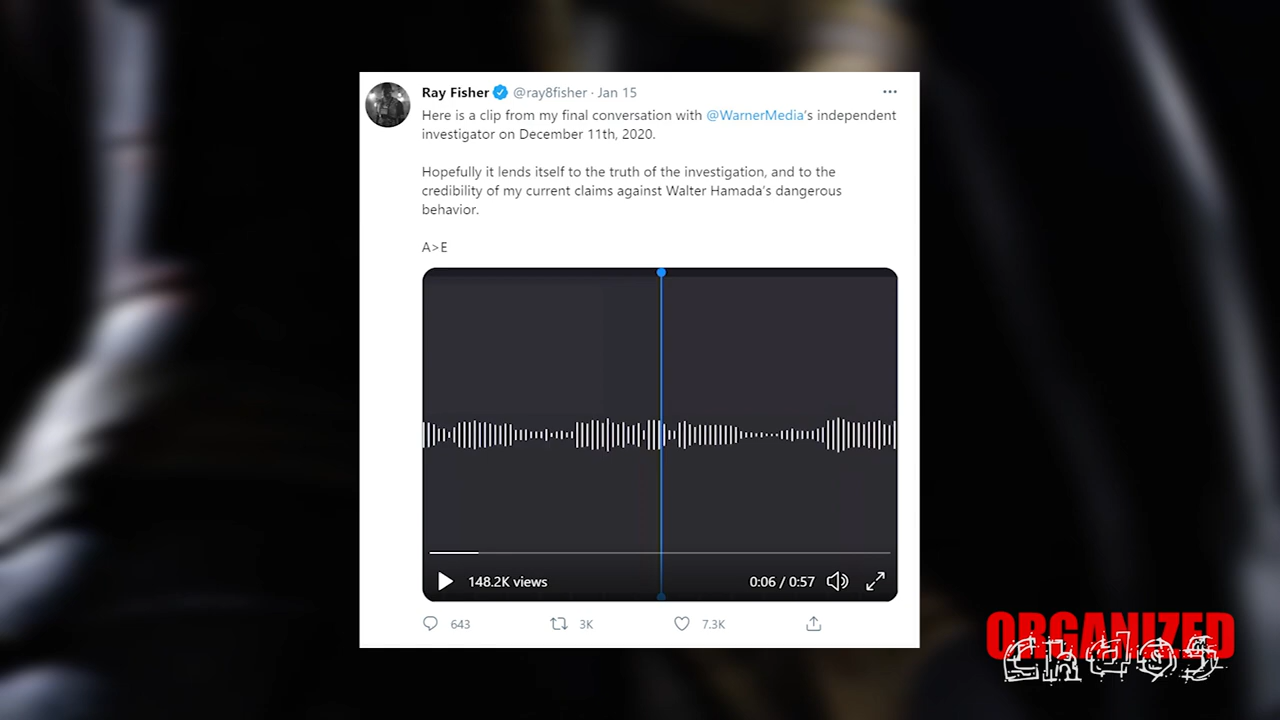 Ray Fisher @ray8fisher · Jan 15
Here is a clip from my final conversation with @WarnerMedia's independent
investigator on December 11th, 2020.
Hopefully it lends itself to the truth of the investigation, and to the
credibility of my current claims against Walter Hamada's dangerous
behavior.
A>E
148.2K views 0:06 / 0:57
643 3K 7.3K
ORGANIZED
CHAOS